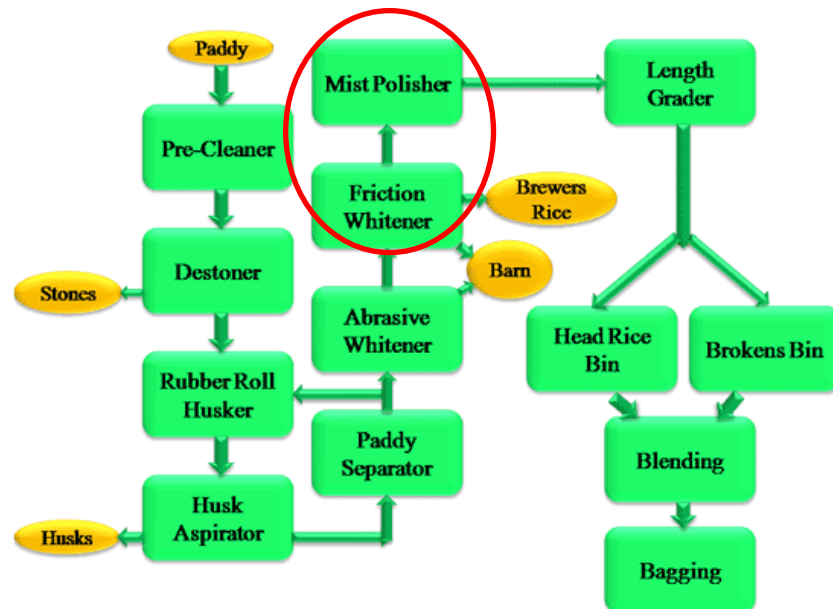 Paddy
Pre-Cleaner
Destoner
Stones
Rubber Roll
Husker
Husk
Aspirator
Husks
Paddy
Separator
Abrasive
Whitener
Friction
Whitener
Mist Polisher
Brewers
Rice
Barn
Length
Grader
Head Rice
Bin
Brokens Bin
Blending
Bagging